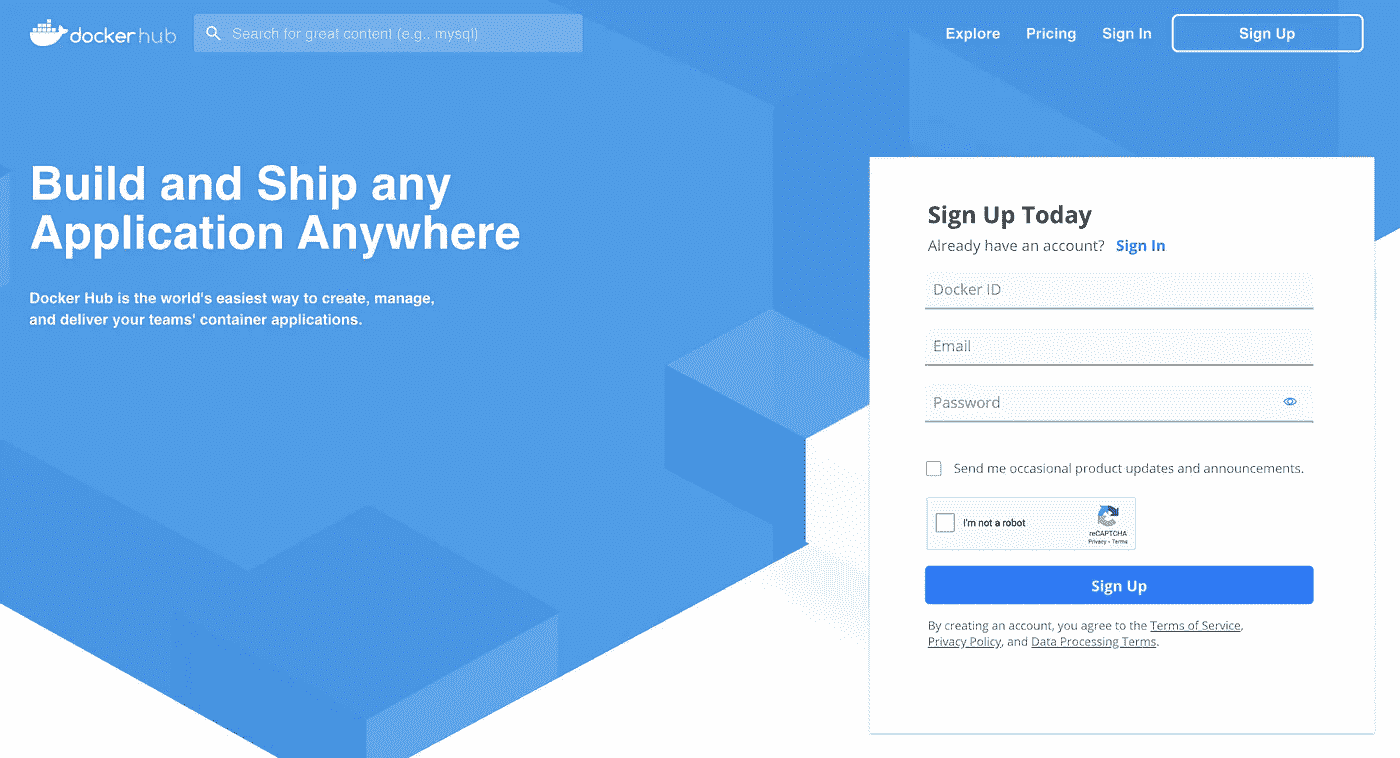 dockerhub
Search for great content (e.g., mysql)
Explore
Pricing
Sign In
Sign Up
Build and Ship any
Application Anywhere
Docker Hub is the world's easiest way to create, manage,
and deliver your teams' container applications.
Sign Up Today
Already have an account? Sign In
Docker ID
Email
Password
Send me occasional product updates and announcements.
I'm not a robot
reCAPTCHA
Privacy - Terms
Sign Up
By creating an account, you agree to the Terms of Service,
Privacy Policy, and Data Processing Terms.